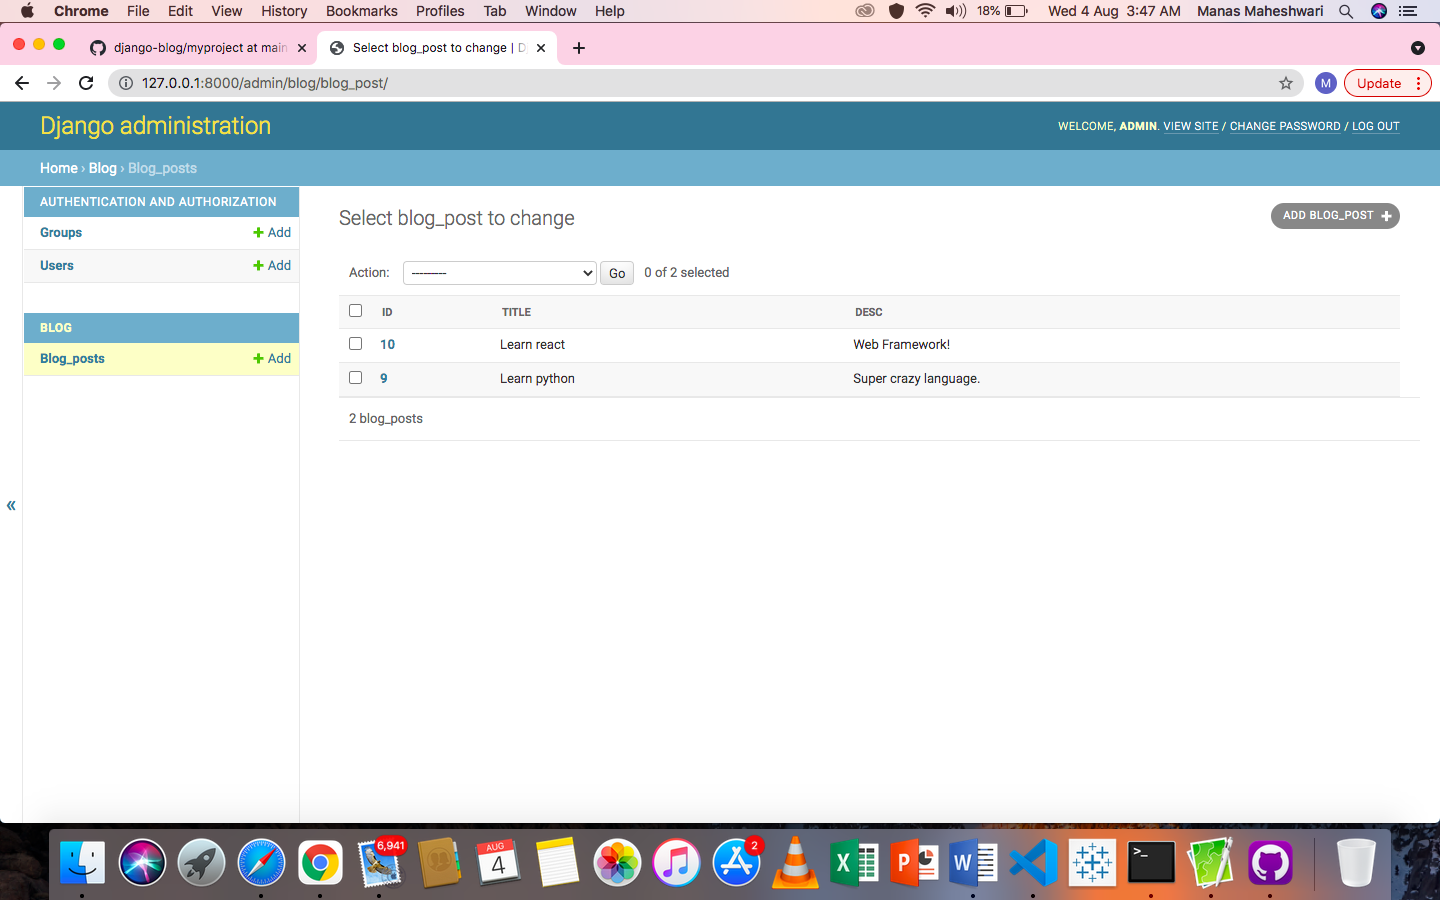 Chrome File Edit View History Bookmarks Profiles Tab Window Help 18% Wed 4 Aug 3:47 AM Manas Maheshwari
django-blog/myproject at main Select blog_post to change | D
127.0.0.1:8000/admin/blog/blog_post/ M Update
Django administration
WELCOME, ADMIN. VIEW SITE / CHANGE PASSWORD / LOG OUT
Home › Blog › Blog_posts
AUTHENTICATION AND AUTHORIZATION
Groups + Add
Users + Add
BLOG
Blog_posts + Add
«
Select blog_post to change
ADD BLOG_POST +
Action: --------- Go 0 of 2 selected
ID TITLE DESC
10 Learn react Web Framework!
9 Learn python Super crazy language.
2 blog_posts
6,941
AUG
4
2
X
P
W
>_